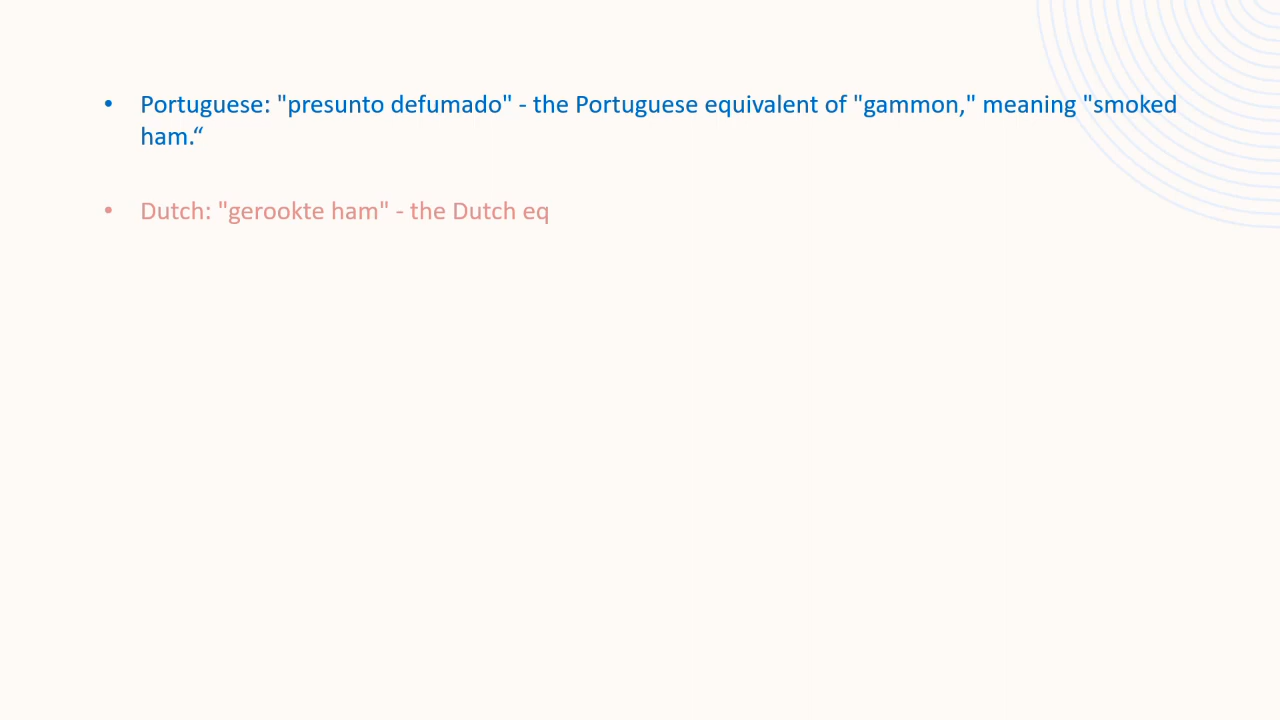 • Portuguese: "presunto defumado" - the Portuguese equivalent of "gammon," meaning "smoked
ham.“
• Dutch: "gerookte ham" - the Dutch eq